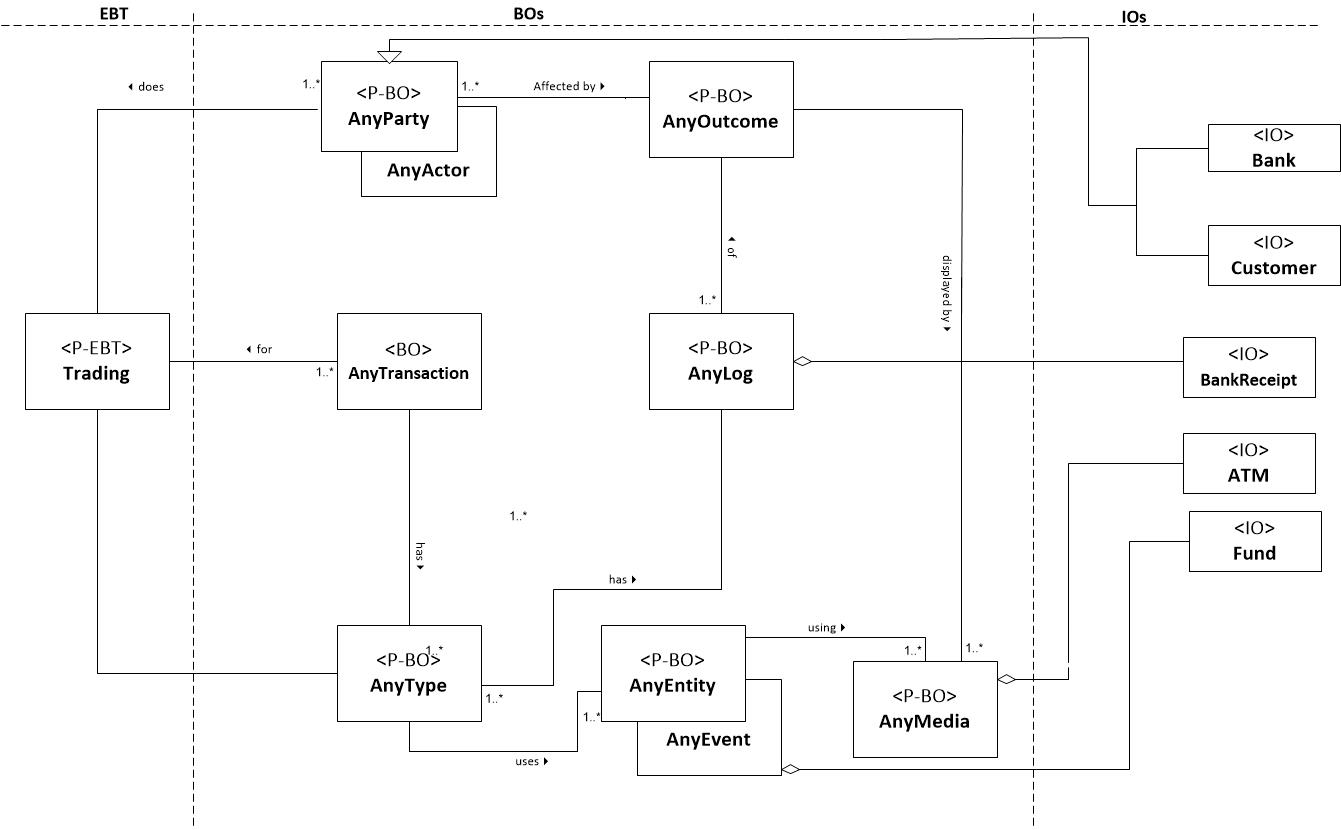 EBT
BOs
IOs
◄ does
1..*
<P-BO>
AnyParty
AnyActor
1..*
Affected by ►
<P-BO>
AnyOutcome
<IO>
Bank
<IO>
Customer
◄ of
displayed by ►
1..*
<P-EBT>
Trading
◄ for
1..*
<BO>
AnyTransaction
<P-BO>
AnyLog
<IO>
BankReceipt
<IO>
ATM
<IO>
Fund
1..*
has ►
has ►
1..*
<P-BO>
AnyType
1..*
uses ►
1..*
<P-BO>
AnyEntity
AnyEvent
using ►
1..*
1..*
<P-BO>
AnyMedia